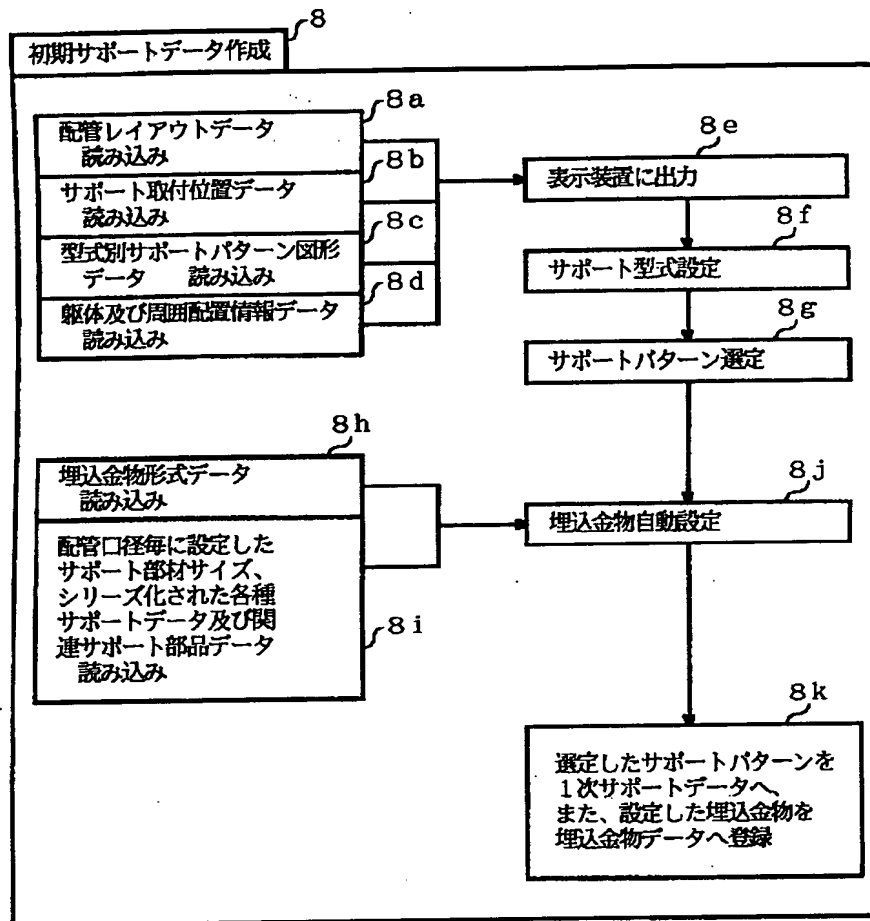 8
初期サポートデータ作成
8a
配管レイアウトデータ
読み込み
8b
サポート取付位置データ
読み込み
8c
型式別サポートパターン図形
データ 読み込み
8d
躯体及び周囲配置情報データ
読み込み
8e
表示装置に出力
8f
サポート型式設定
8g
サポートパターン選定
8h
埋込金物形式データ
読み込み
8i
配管口径毎に設定した
サポート部材サイズ、
シリーズ化された各種
サポートデータ及び関
連サポート部品データ
読み込み
8j
埋込金物自動設定
8k
選定したサポートパターンを
1次サポートデータへ、
また、設定した埋込金物を
埋込金物データへ登録